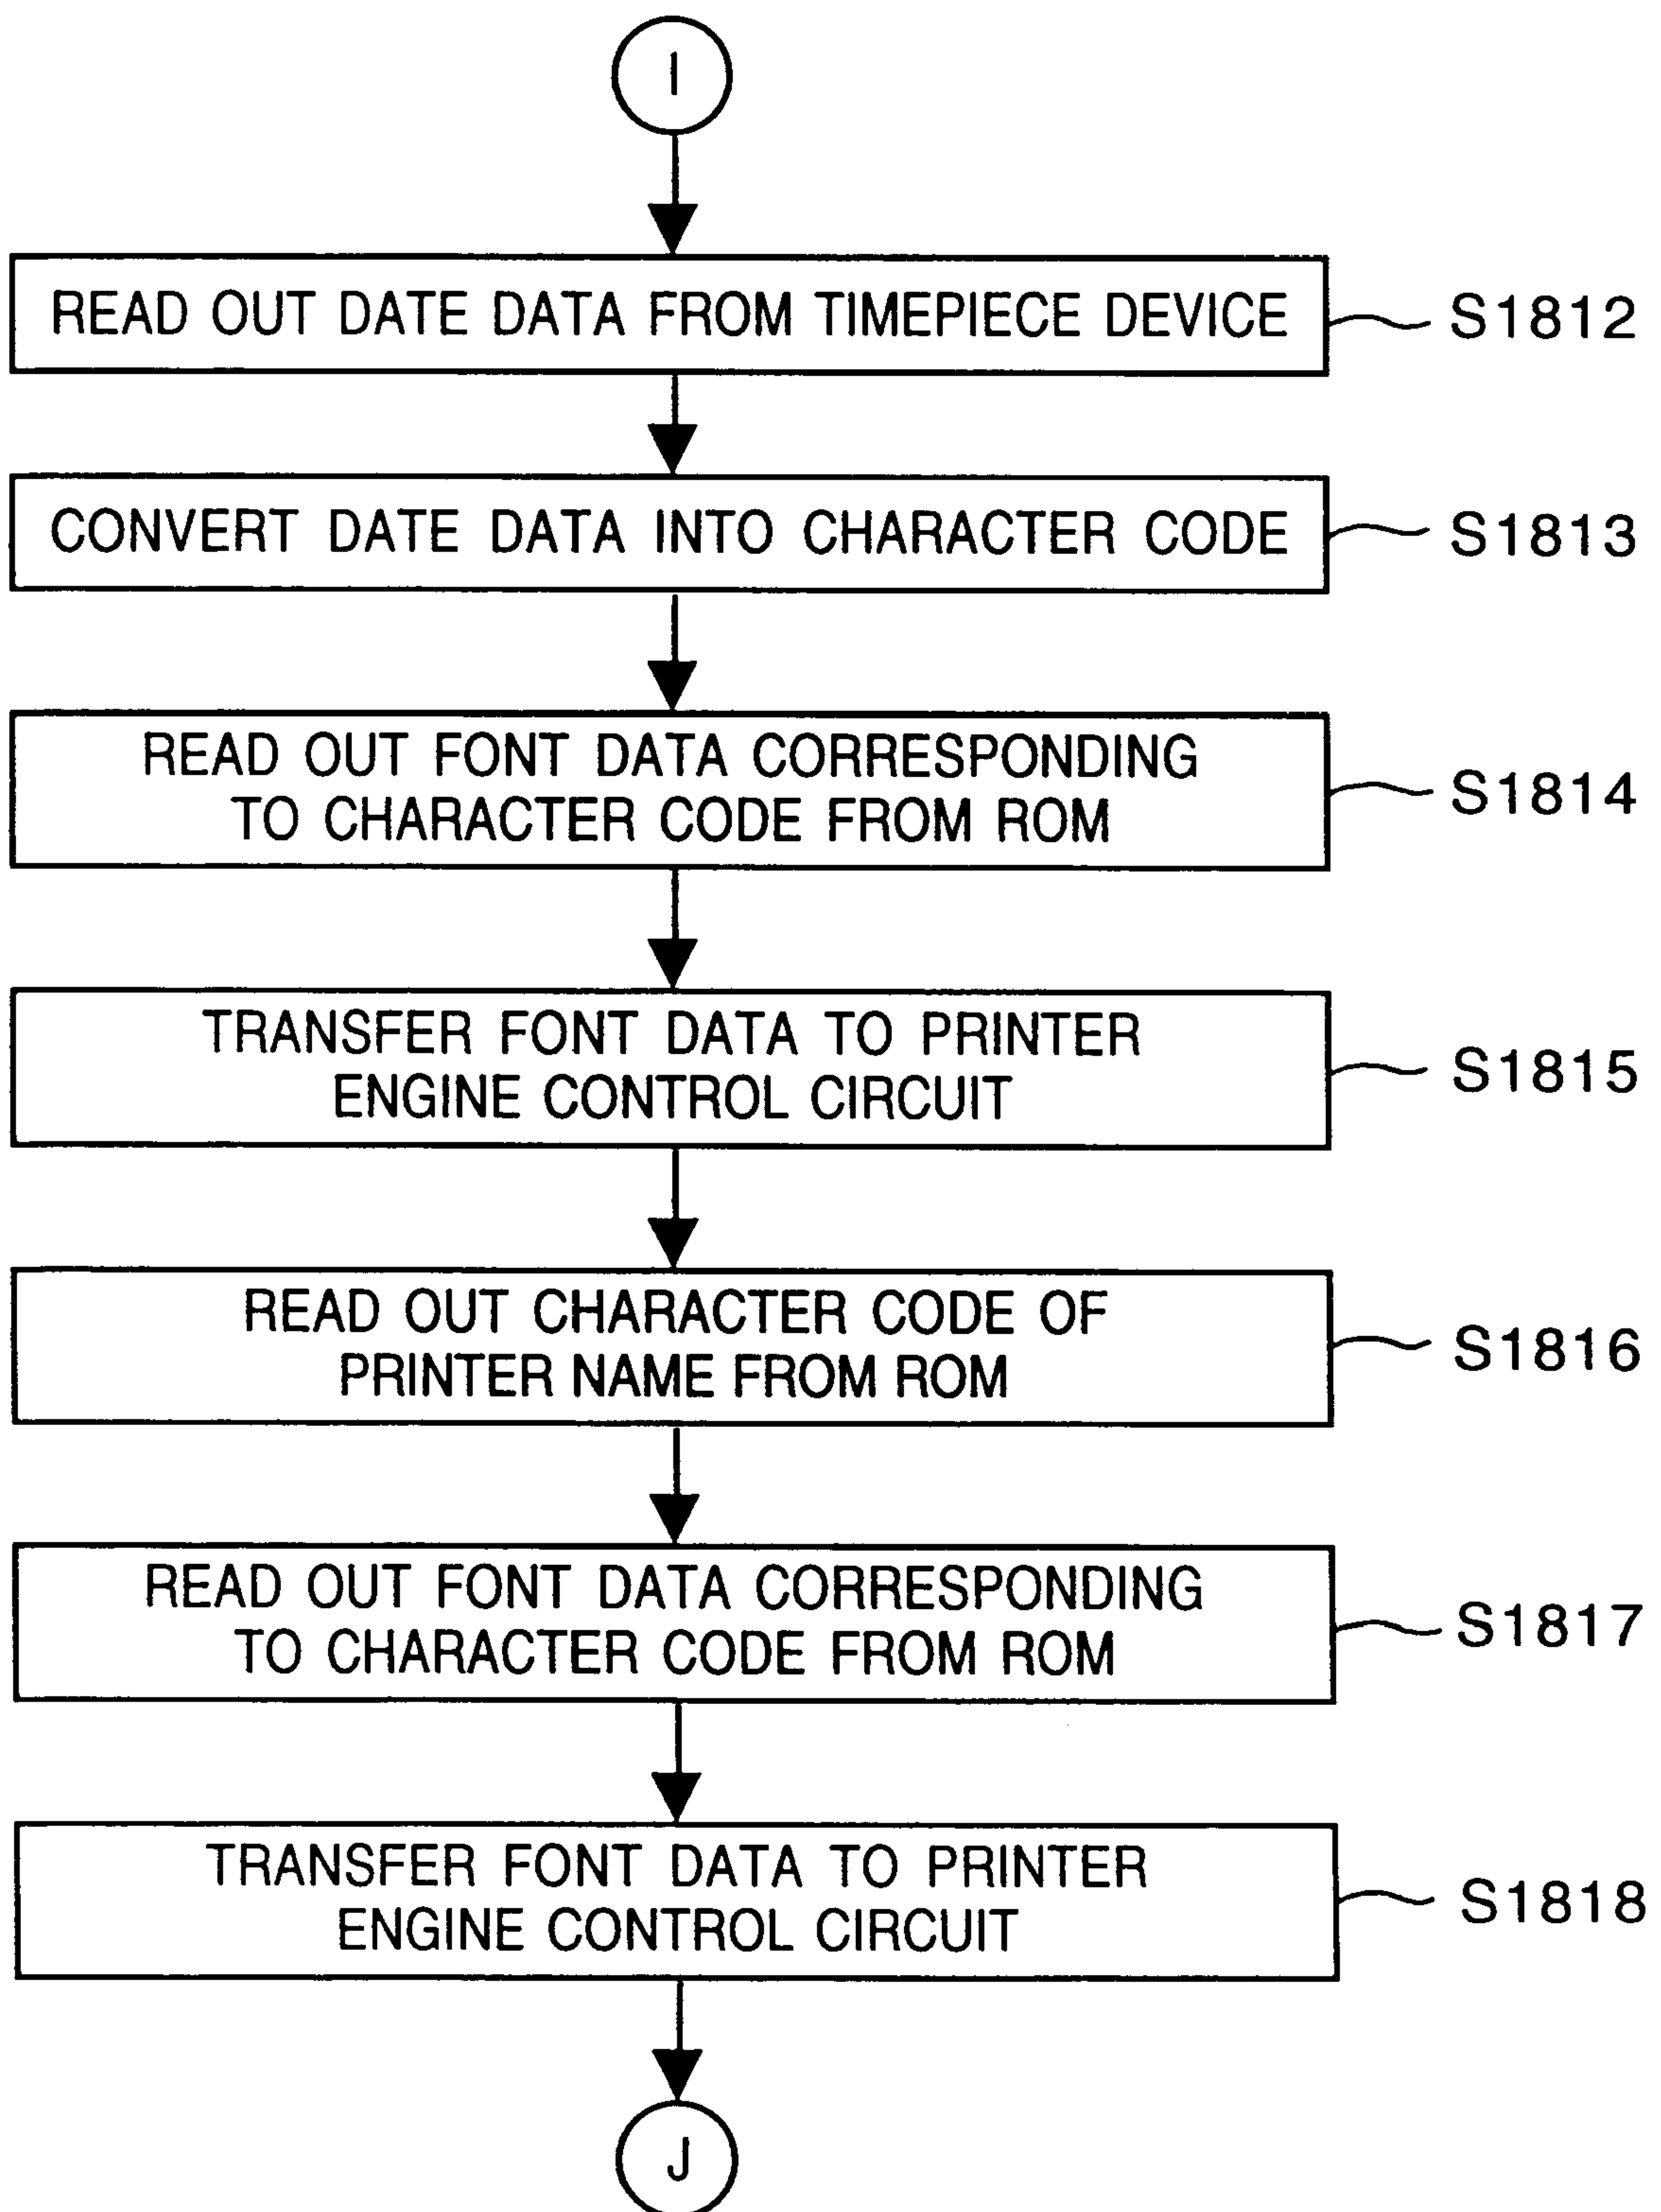 I
READ OUT DATE DATA FROM TIMEPIECE DEVICE
S1812
CONVERT DATE DATA INTO CHARACTER CODE
S1813
READ OUT FONT DATA CORRESPONDING
TO CHARACTER CODE FROM ROM
S1814
TRANSFER FONT DATA TO PRINTER
ENGINE CONTROL CIRCUIT
S1815
READ OUT CHARACTER CODE OF
PRINTER NAME FROM ROM
S1816
READ OUT FONT DATA CORRESPONDING
TO CHARACTER CODE FROM ROM
S1817
TRANSFER FONT DATA TO PRINTER
ENGINE CONTROL CIRCUIT
S1818
J